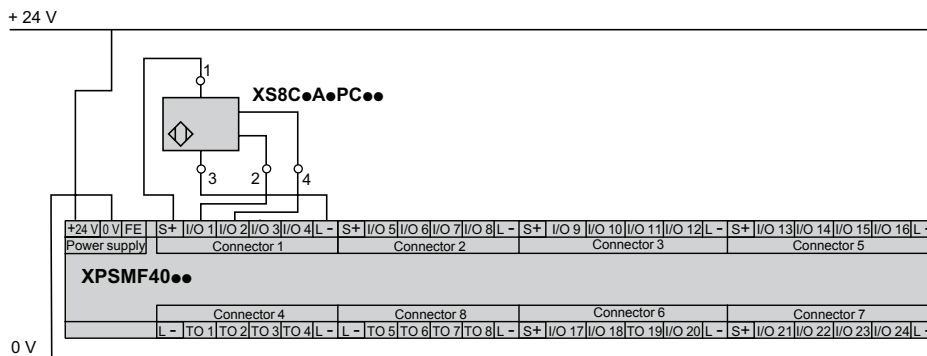 + 24 V
1
XS8C●A●PC●●
3 2 4
+24 V 0 V FE S+ I/O 1 I/O 2 I/O 3 I/O 4 L - S+ I/O 5 I/O 6 I/O 7 I/O 8 L - S+ I/O 9 I/O 10 I/O 11 I/O 12 L - S+ I/O 13 I/O 14 I/O 15 I/O 16 L -
Power supply Connector 1 Connector 2 Connector 3 Connector 5
XPSMF40●●
Connector 4 Connector 8 Connector 6 Connector 7
L - TO 1 TO 2 TO 3 TO 4 L - L - TO 5 TO 6 TO 7 TO 8 L - S+ I/O 17 I/O 18 TO 19 I/O 20 L - S+ I/O 21 I/O 22 I/O 23 I/O 24 L -
0 V